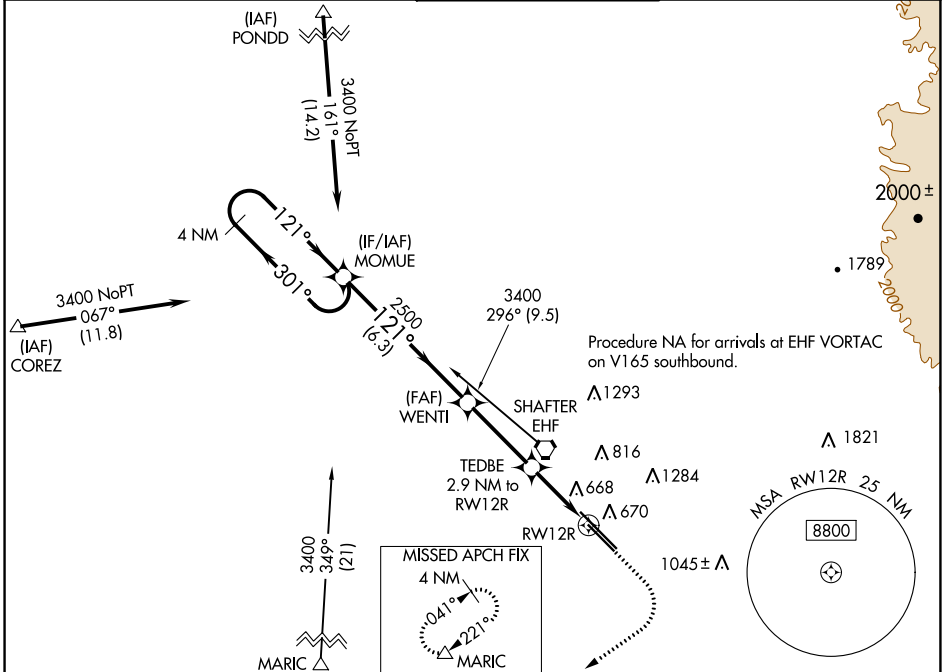 (IAF)
PONDD
3400 NoPT
161°
(14.2)
2000±
1789
2000
4 NM
121°
301°
(IF/IAF)
MOMUE
3400 NoPT
067°
(11.8)
(IAF)
COREZ
2500
121°
(6.3)
3400
296° (9.5)
Procedure NA for arrivals at EHF VORTAC
on V165 southbound.
(FAF)
WENTI
SHAFTER
EHF
1293
816
1284
1821
TEDBE
2.9 NM to
RW12R
668
670
RW12R
1045±
MSA RW12R 25 NM
8800
3400
349°
(21)
MARIC
MISSED APCH FIX
4 NM
041°
221°
MARIC